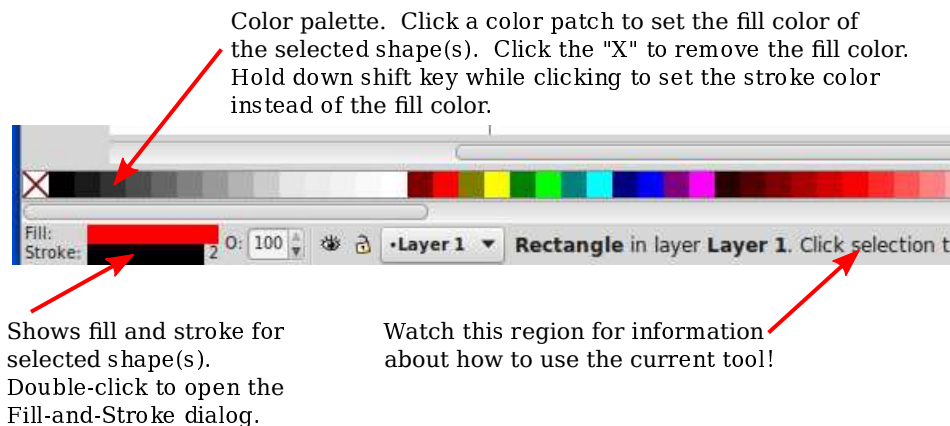 Color palette.  Click a color patch to set the fill color of
the selected shape(s).  Click the "X" to remove the fill color.
Hold down shift key while clicking to set the stroke color
instead of the fill color.
Fill:
Stroke:
2
O: 100
•Layer 1
Rectangle in layer Layer 1. Click selection t
Shows fill and stroke for
selected shape(s).
Double-click to open the
Fill-and-Stroke dialog.
Watch this region for information
about how to use the current tool!